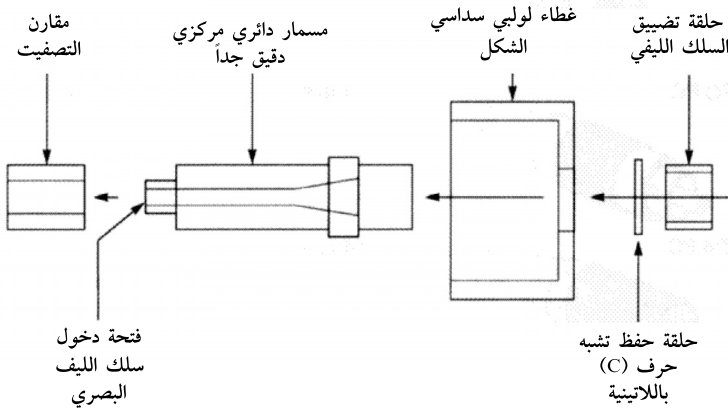 حلقة تضييق
السلك الليفي
غطاء لولبي سداسي
الشكل
مسمار دائري مركزي
دقيق جداً
مقارن
التصفيت
حلقة حفظ تشبه
حرف (C)
باللاتينية
فتحة دخول
سلك الليف
البصري